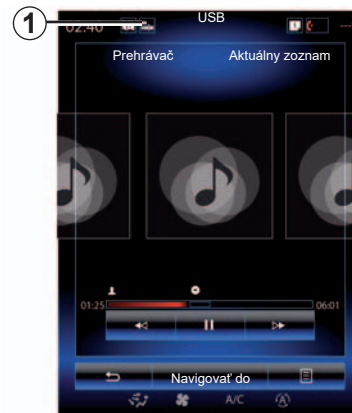 1
02:40 USB
Prehrávač Aktuálny zoznam
01:25 06:01
Navigovať do
A/C